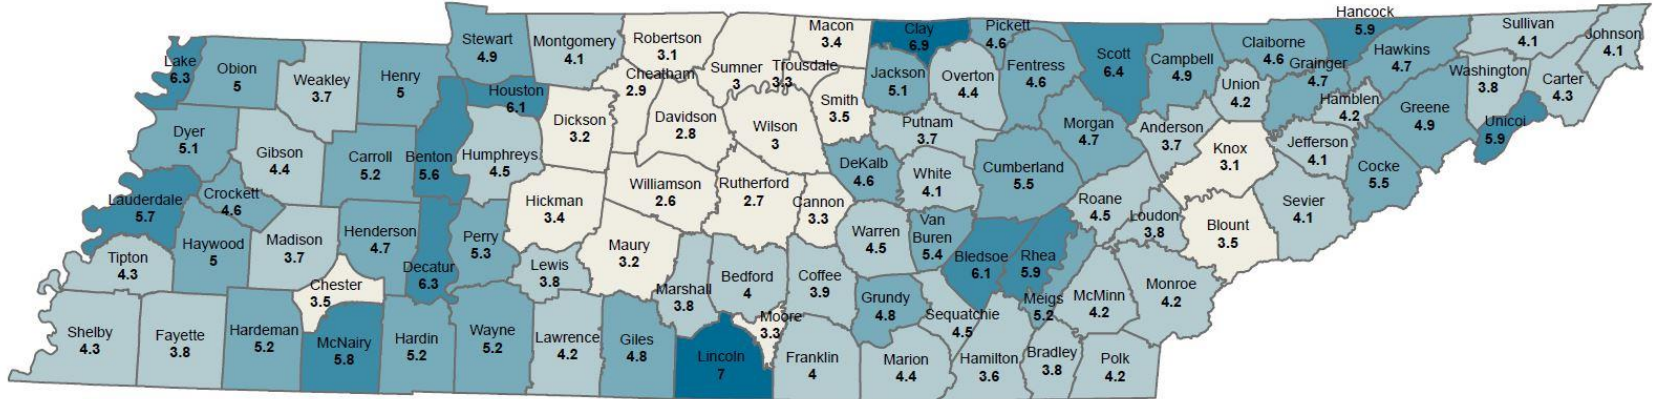 Lake
6.3
Obion
5
Weakley
3.7
Henry
5
Stewart
4.9
Montgomery
4.1
Robertson
3.1
Sumner
3
Trousdale
3.3
Macon
3.4
Clay
6.9
Pickett
4.6
Scott
6.4
Campbell
4.9
Claiborne
4.6
Hancock
5.9
Hawkins
4.7
Sullivan
4.1
Johnson
4.1
Houston
6.1
Cheatham
2.9
Smith
3.5
Jackson
5.1
Overton
4.4
Fentress
4.6
Union
4.2
Grainger
4.7
Hamblen
4.2
Greene
4.9
Washington
3.8
Carter
4.3
Unicoi
5.9
Dyer
5.1
Gibson
4.4
Carroll
5.2
Benton
5.6
Humphreys
4.5
Dickson
3.2
Davidson
2.8
Wilson
3
Putnam
3.7
Morgan
4.7
Anderson
3.7
Knox
3.1
Jefferson
4.1
Cocke
5.5
Lauderdale
5.7
Crockett
4.6
Hickman
3.4
Williamson
2.6
Rutherford
2.7
Cannon
3.3
DeKalb
4.6
White
4.1
Cumberland
5.5
Roane
4.5
Loudon
3.8
Blount
3.5
Sevier
4.1
Tipton
4.3
Haywood
5
Madison
3.7
Henderson
4.7
Decatur
6.3
Perry
5.3
Lewis
3.8
Maury
3.2
Marshall
3.8
Bedford
4
Coffee
3.9
Warren
4.5
Van
Buren
5.4
Bledsoe
6.1
Rhea
5.9
Meigs
5.2
McMinn
4.2
Monroe
4.2
Shelby
4.3
Fayette
3.8
Hardeman
5.2
Chester
3.5
McNairy
5.8
Hardin
5.2
Wayne
5.2
Lawrence
4.2
Giles
4.8
Lincoln
7
Moore
3.3
Franklin
4
Grundy
4.8
Marion
4.4
Sequatchie
4.5
Hamilton
3.6
Bradley
3.8
Polk
4.2